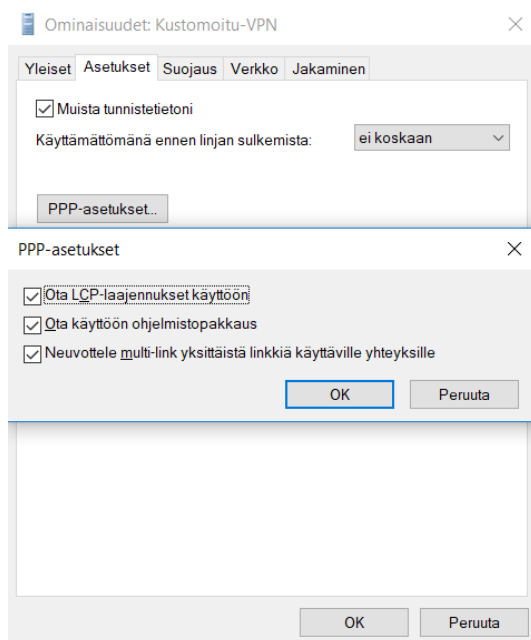 Ominaisuudet: Kustomoitu-VPN
Yleiset Asetukset Suojaus Verkko Jakaminen
Muista tunnistetietoni
Käyttämättömänä ennen linjan sulkemista: ei koskaan
PPP-asetukset...
PPP-asetukset
Ota LCP-laajennukset käyttöön
Ota käyttöön ohjelmistopakkaus
Neuvottele multi-link yksittäistä linkkiä käyttäville yhteyksille
OK Peruuta
OK Peruuta